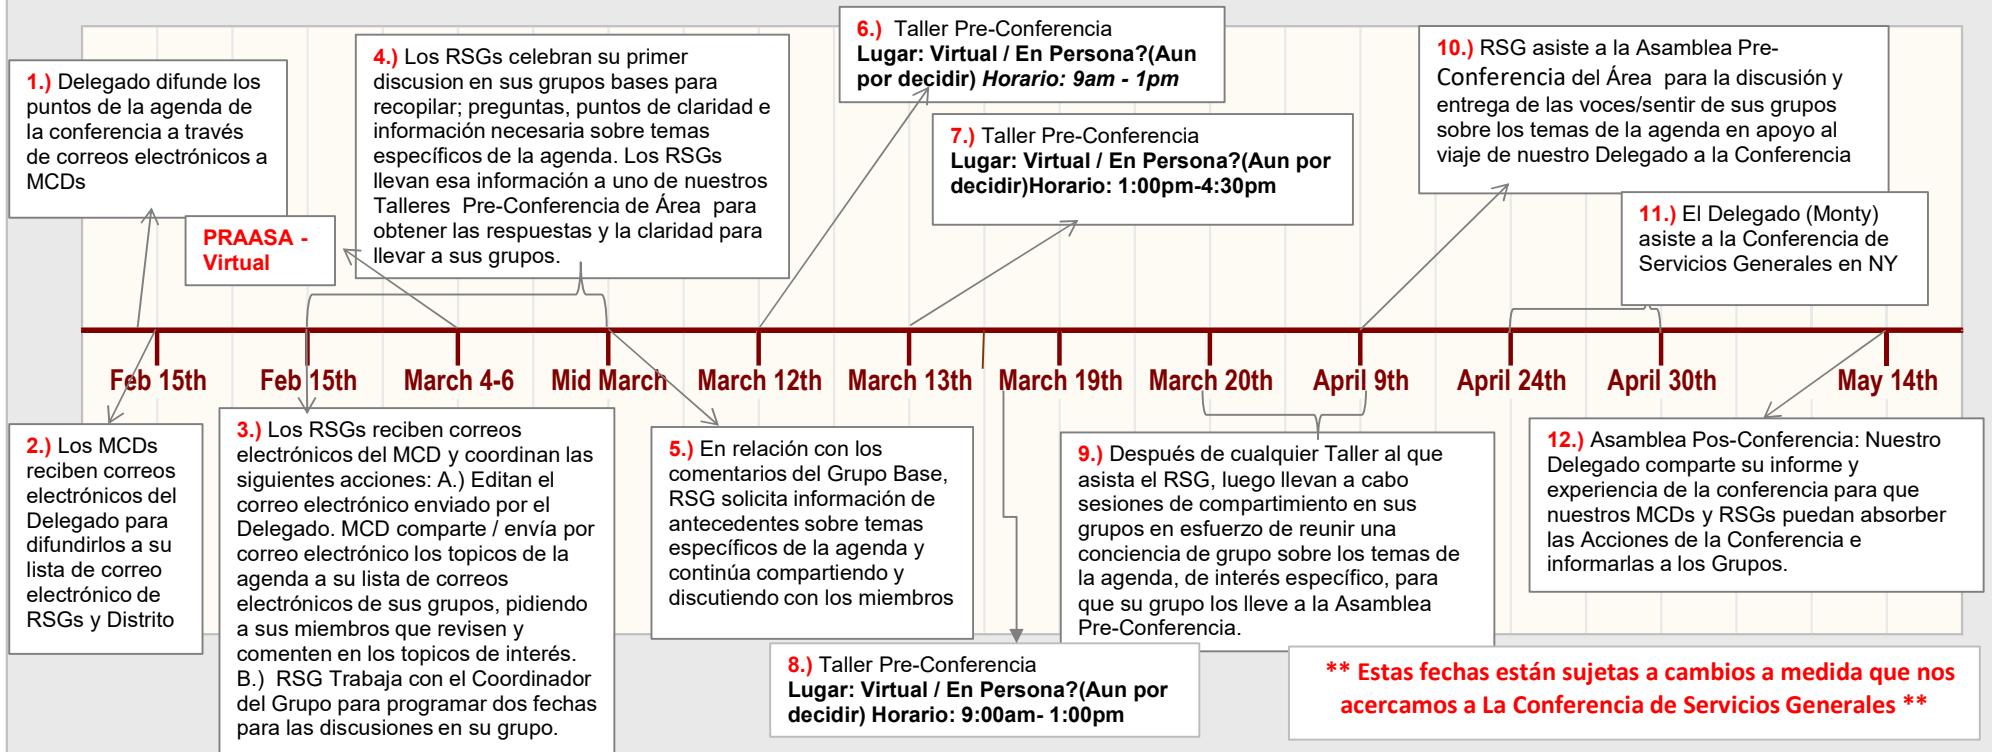 1.) Delegado difunde los
puntos de la agenda de
la conferencia a través
de correos electrónicos a
MCDs
PRAASA -
Virtual
4.) Los RSGs celebran su primer
discusion en sus grupos bases para
recopilar; preguntas, puntos de claridad e
información necesaria sobre temas
específicos de la agenda. Los RSGs
llevan esa información a uno de nuestros
Talleres Pre-Conferencia de Área para
obtener las respuestas y la claridad para
llevar a sus grupos.
6.) Taller Pre-Conferencia
Lugar: Virtual / En Persona?(Aun
por decidir) Horario: 9am - 1pm
7.) Taller Pre-Conferencia
Lugar: Virtual / En Persona?(Aun por
decidir)Horario: 1:00pm-4:30pm
10.) RSG asiste a la Asamblea Pre-
Conferencia del Área para la discusión y
entrega de las voces/sentir de sus grupos
sobre los temas de la agenda en apoyo al
viaje de nuestro Delegado a la Conferencia
11.) El Delegado (Monty)
asiste a la Conferencia de
Servicios Generales en NY
Feb 15th
Feb 15th
March 4-6
Mid March
March 12th
March 13th
March 19th
March 20th
April 9th
April 24th
April 30th
May 14th
2.) Los MCDs
reciben correos
electrónicos del
Delegado para
difundirlos a su
lista de correo
electrónico de
RSGs y Distrito
3.) Los RSGs reciben correos
electrónicos del MCD y coordinan las
siguientes acciones: A.) Editan el
correo electrónico enviado por el
Delegado. MCD comparte / envía por
correo electrónico los topicos de la
agenda a su lista de correos
electrónicos de sus grupos, pidiendo
a sus miembros que revisen y
comenten en los topicos de interés.
B.) RSG Trabaja con el Coordinador
del Grupo para programar dos fechas
para las discusiones en su grupo.
5.) En relación con los
comentarios del Grupo Base,
RSG solicita información de
antecedentes sobre temas
específicos de la agenda y
continúa compartiendo y
discutiendo con los miembros
8.) Taller Pre-Conferencia
Lugar: Virtual / En Persona?(Aun por
decidir) Horario: 9:00am- 1:00pm
9.) Después de cualquier Taller al que
asista el RSG, luego llevan a cabo
sesiones de compartimiento en sus
grupos en esfuerzo de reunir una
conciencia de grupo sobre los temas de
la agenda, de interés específico, para
que su grupo los lleve a la Asamblea
Pre-Conferencia.
12.) Asamblea Pos-Conferencia: Nuestro
Delegado comparte su informe y
experiencia de la conferencia para que
nuestros MCDs y RSGs puedan absorber
las Acciones de la Conferencia e
informarlas a los Grupos.
** Estas fechas están sujetas a cambios a medida que nos
acercamos a La Conferencia de Servicios Generales **